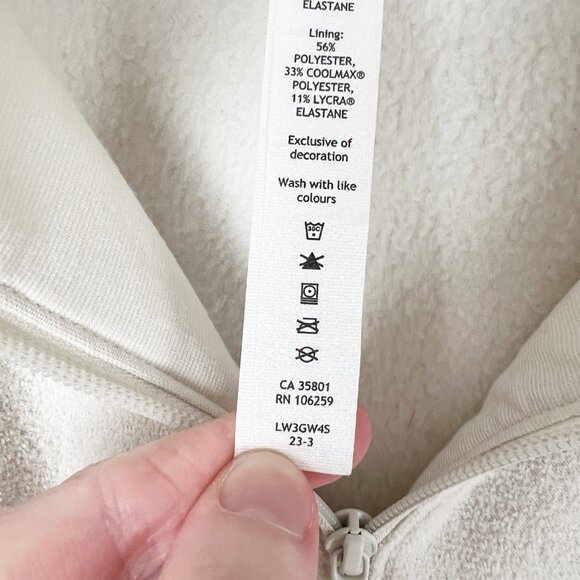 ELASTANE
Lining:
56%
POLYESTER,
33% COOLMAX®
POLYESTER,
11% LYCRA®
ELASTANE
Exclusive of
decoration
Wash with like
colours
30C
CA 35801
RN 106259
LW3GW4S
23-3